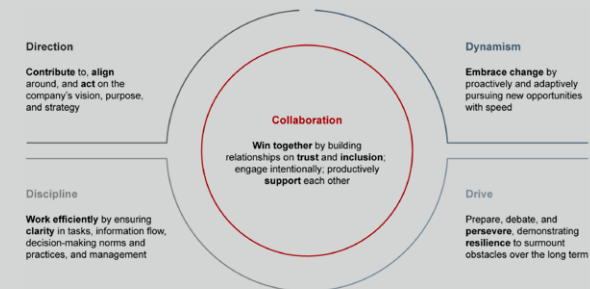 Direction
Contribute to, align
around, and act on the
company's vision, purpose,
and strategy
Dynamism
Embrace change by
proactively and adaptively
pursuing new opportunities
with speed
Collaboration
Win together by building
relationships on trust and inclusion;
engage intentionally; productively
support each other
Discipline
Work efficiently by ensuring
clarity in tasks, information flow,
decision-making norms and
practices, and management
Drive
Prepare, debate, and
persevere, demonstrating
resilience to surmount
obstacles over the long term